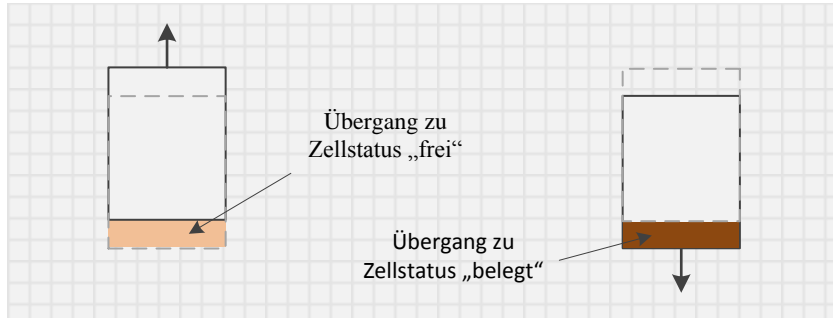 Übergang zu
Zellstatus „frei“
Übergang zu
Zellstatus „belegt“